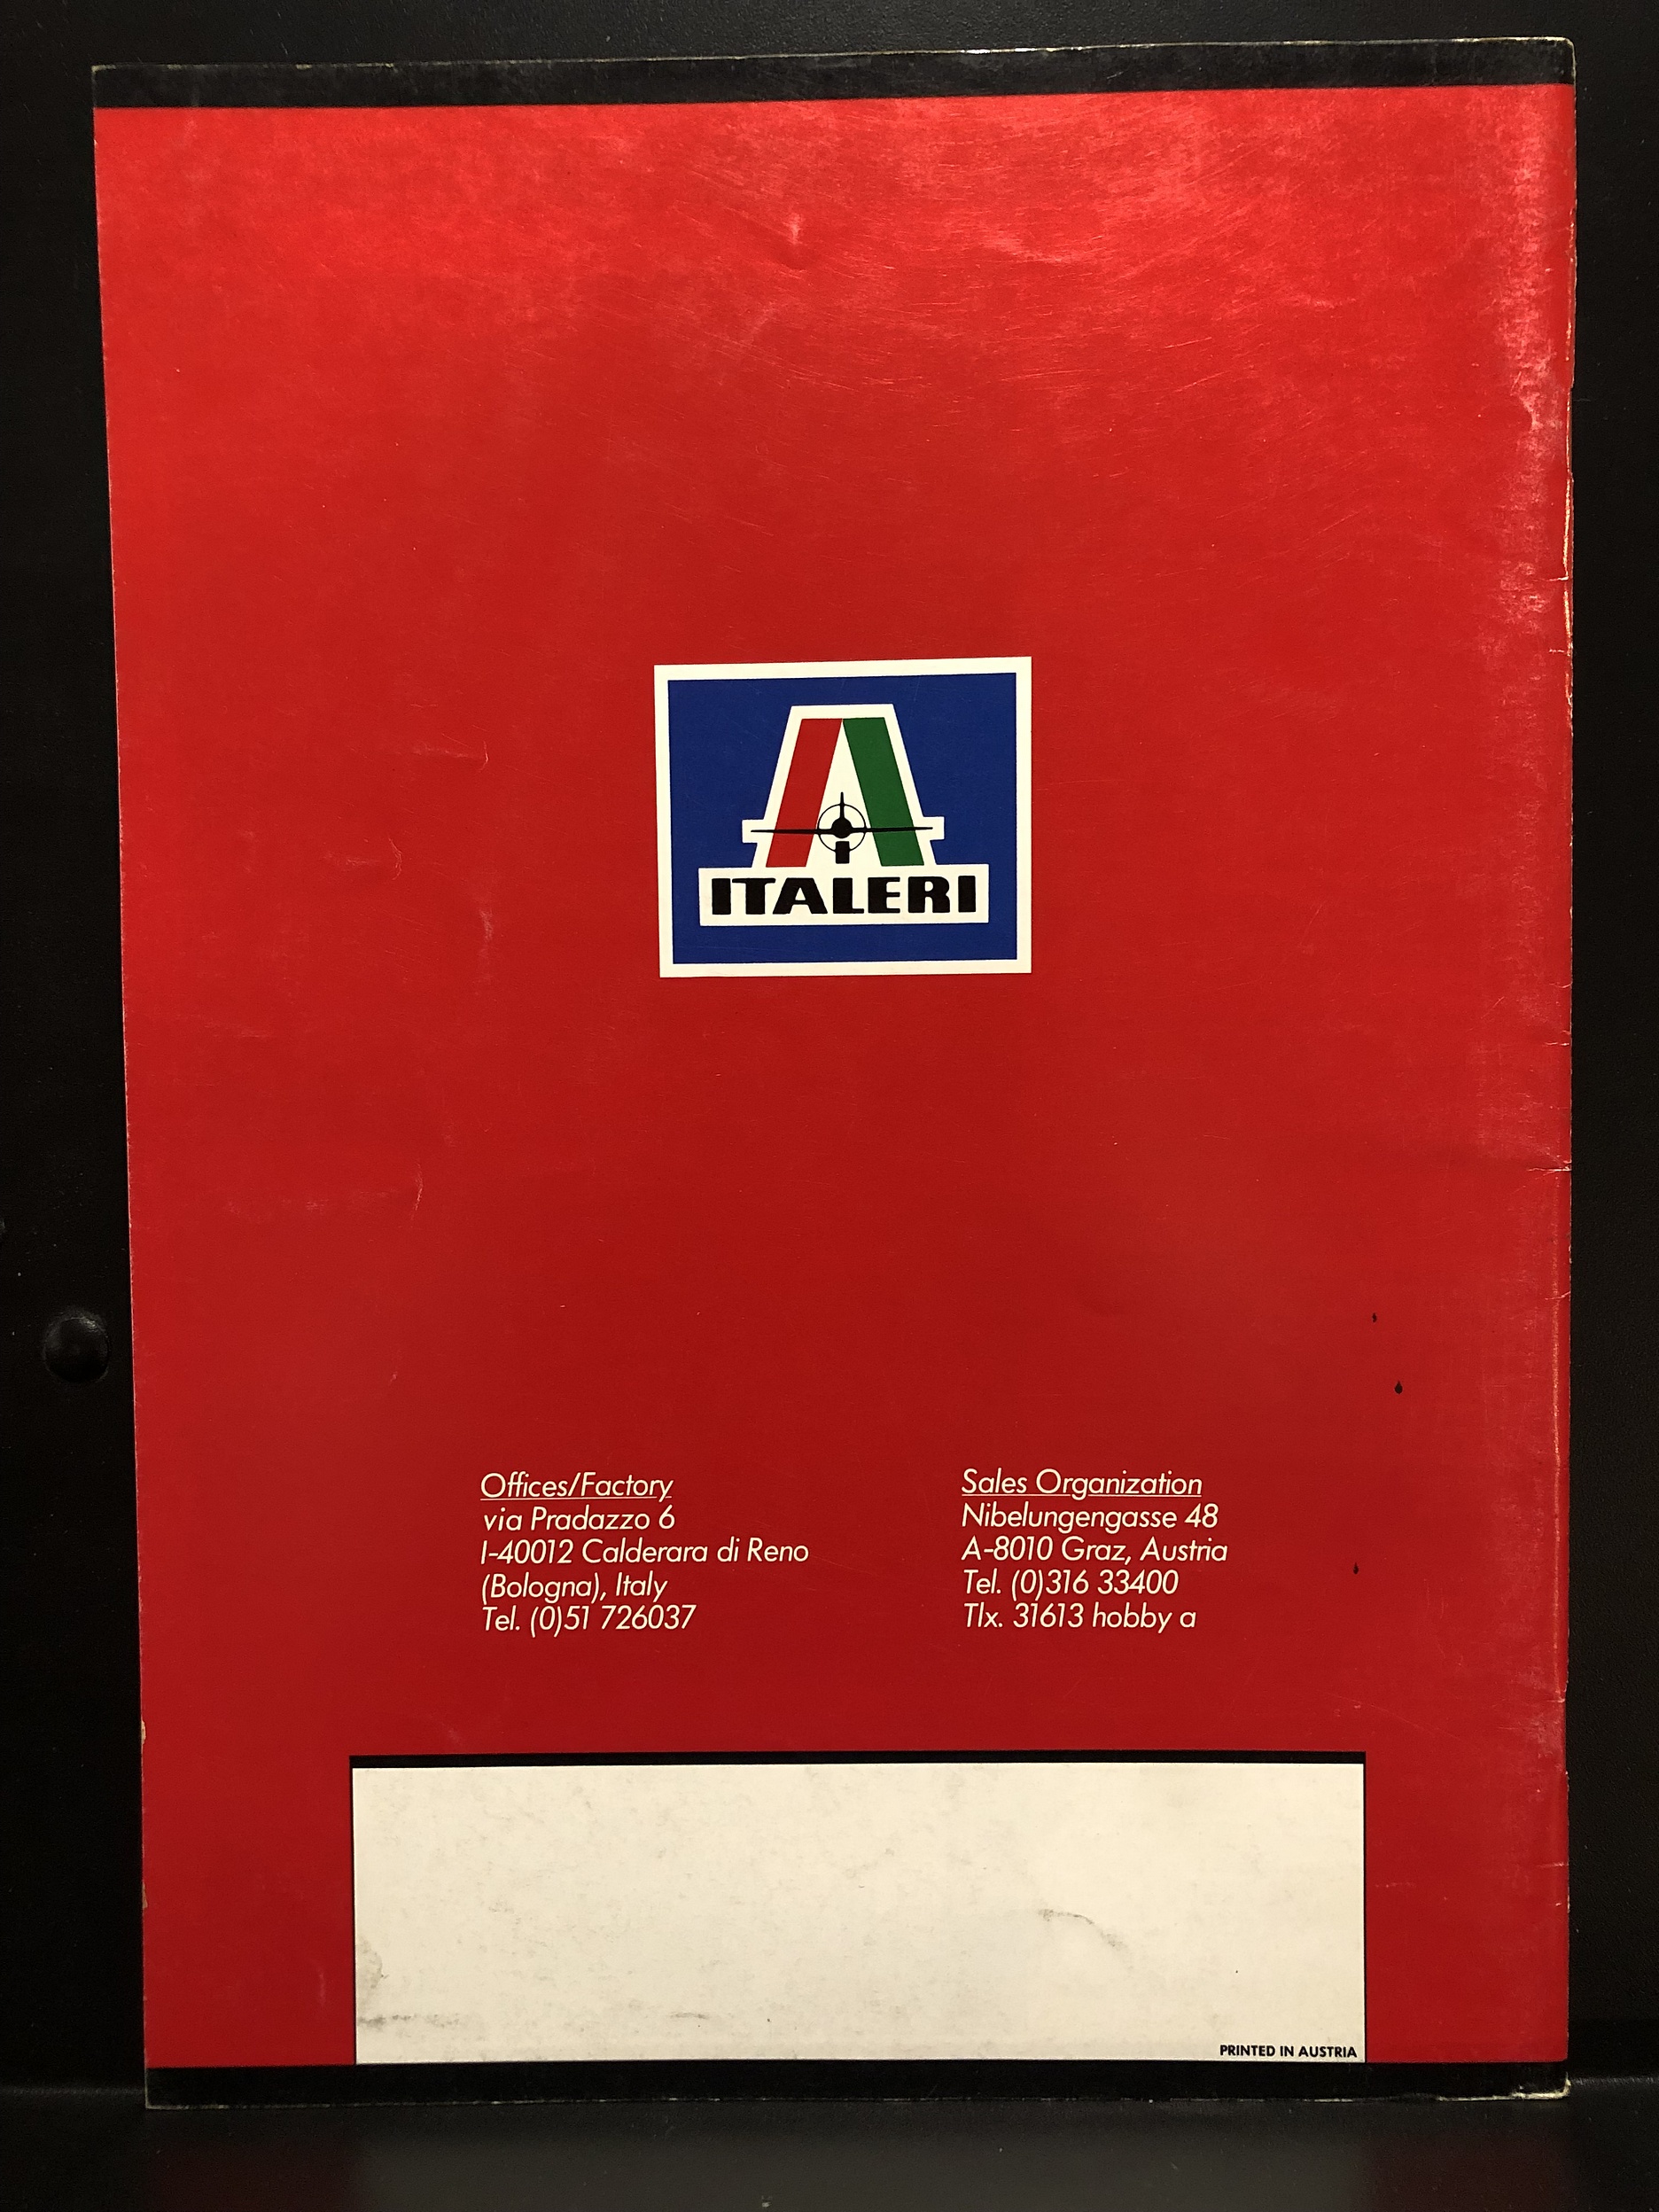 ITALERI
Offices/Factory
via Pradazzo 6
I-40012 Calderara di Reno
(Bologna), Italy
Tel. (0)51 726037
Sales Organization
Nibelungengasse 48
A-8010 Graz, Austria
Tel. (0)316 33400
Tlx. 31613 hobby a
PRINTED IN AUSTRIA